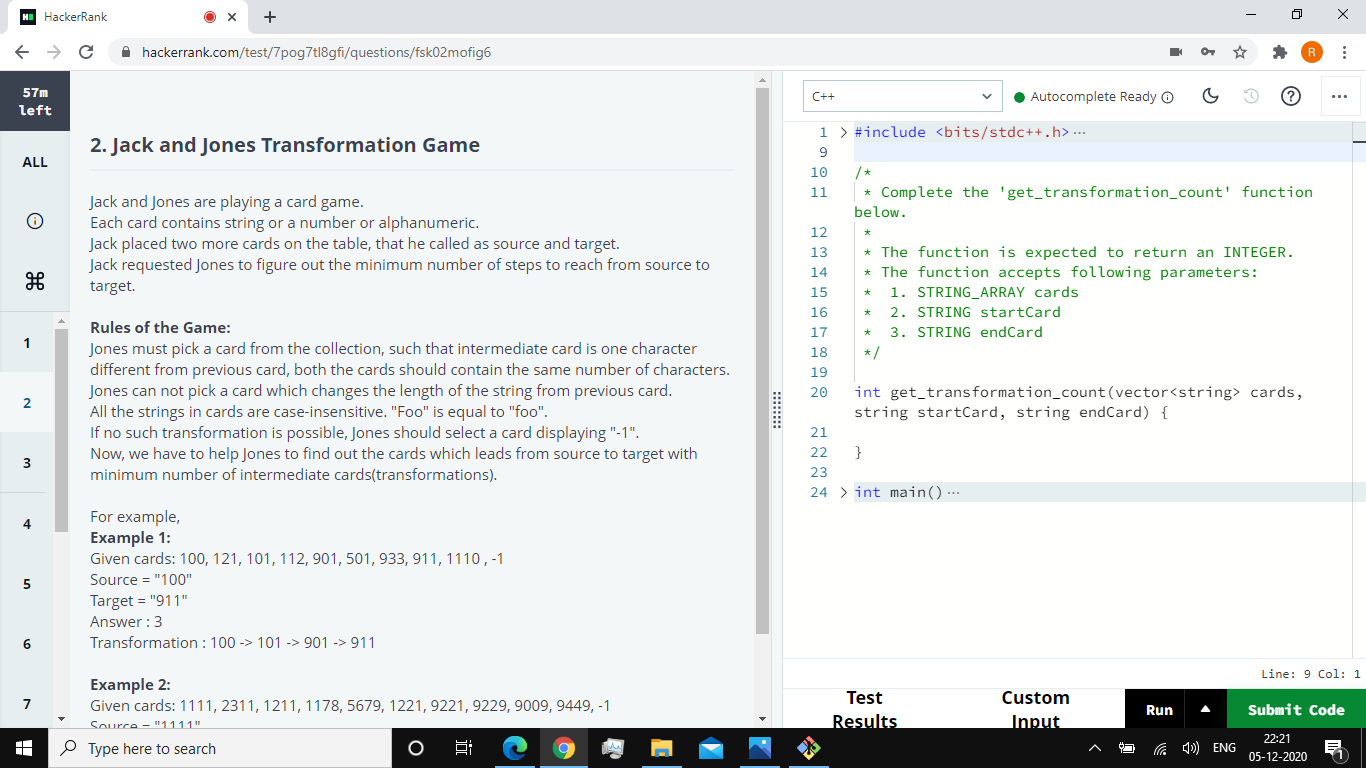 HackerRank
hackerrank.com/test/7pog7tl8gfi/questions/fsk02mofig6
R
57m
left
ALL
1
2
3
4
5
6
7
2. Jack and Jones Transformation Game
Jack and Jones are playing a card game.
Each card contains string or a number or alphanumeric.
Jack placed two more cards on the table, that he called as source and target.
Jack requested Jones to figure out the minimum number of steps to reach from source to
target.
Rules of the Game:
Jones must pick a card from the collection, such that intermediate card is one character
different from previous card, both the cards should contain the same number of characters.
Jones can not pick a card which changes the length of the string from previous card.
All the strings in cards are case-insensitive. "Foo" is equal to "foo".
If no such transformation is possible, Jones should select a card displaying "-1".
Now, we have to help Jones to find out the cards which leads from source to target with
minimum number of intermediate cards(transformations).
For example,
Example 1:
Given cards: 100, 121, 101, 112, 901, 501, 933, 911, 1110 , -1
Source = "100"
Target = "911"
Answer : 3
Transformation : 100 -> 101 -> 901 -> 911
Example 2:
Given cards: 1111, 2311, 1211, 1178, 5679, 1221, 9221, 9229, 9009, 9449, -1
Source = "1111"
C++
Autocomplete Ready
1 #include <bits/stdc++.h>
9
10 /*
11 * Complete the 'get_transformation_count' function
below.
12 *
13 * The function is expected to return an INTEGER.
14 * The function accepts following parameters:
15 * 1. STRING_ARRAY cards
16 * 2. STRING startCard
17 * 3. STRING endCard
18 */
19
20 int get_transformation_count(vector<string> cards,
string startCard, string endCard) {
21
22 }
23
24 int main()
Line: 9 Col: 1
Test
Results
Custom
Input
Run
Submit Code
Type here to search
ENG
22:21
05-12-2020
1